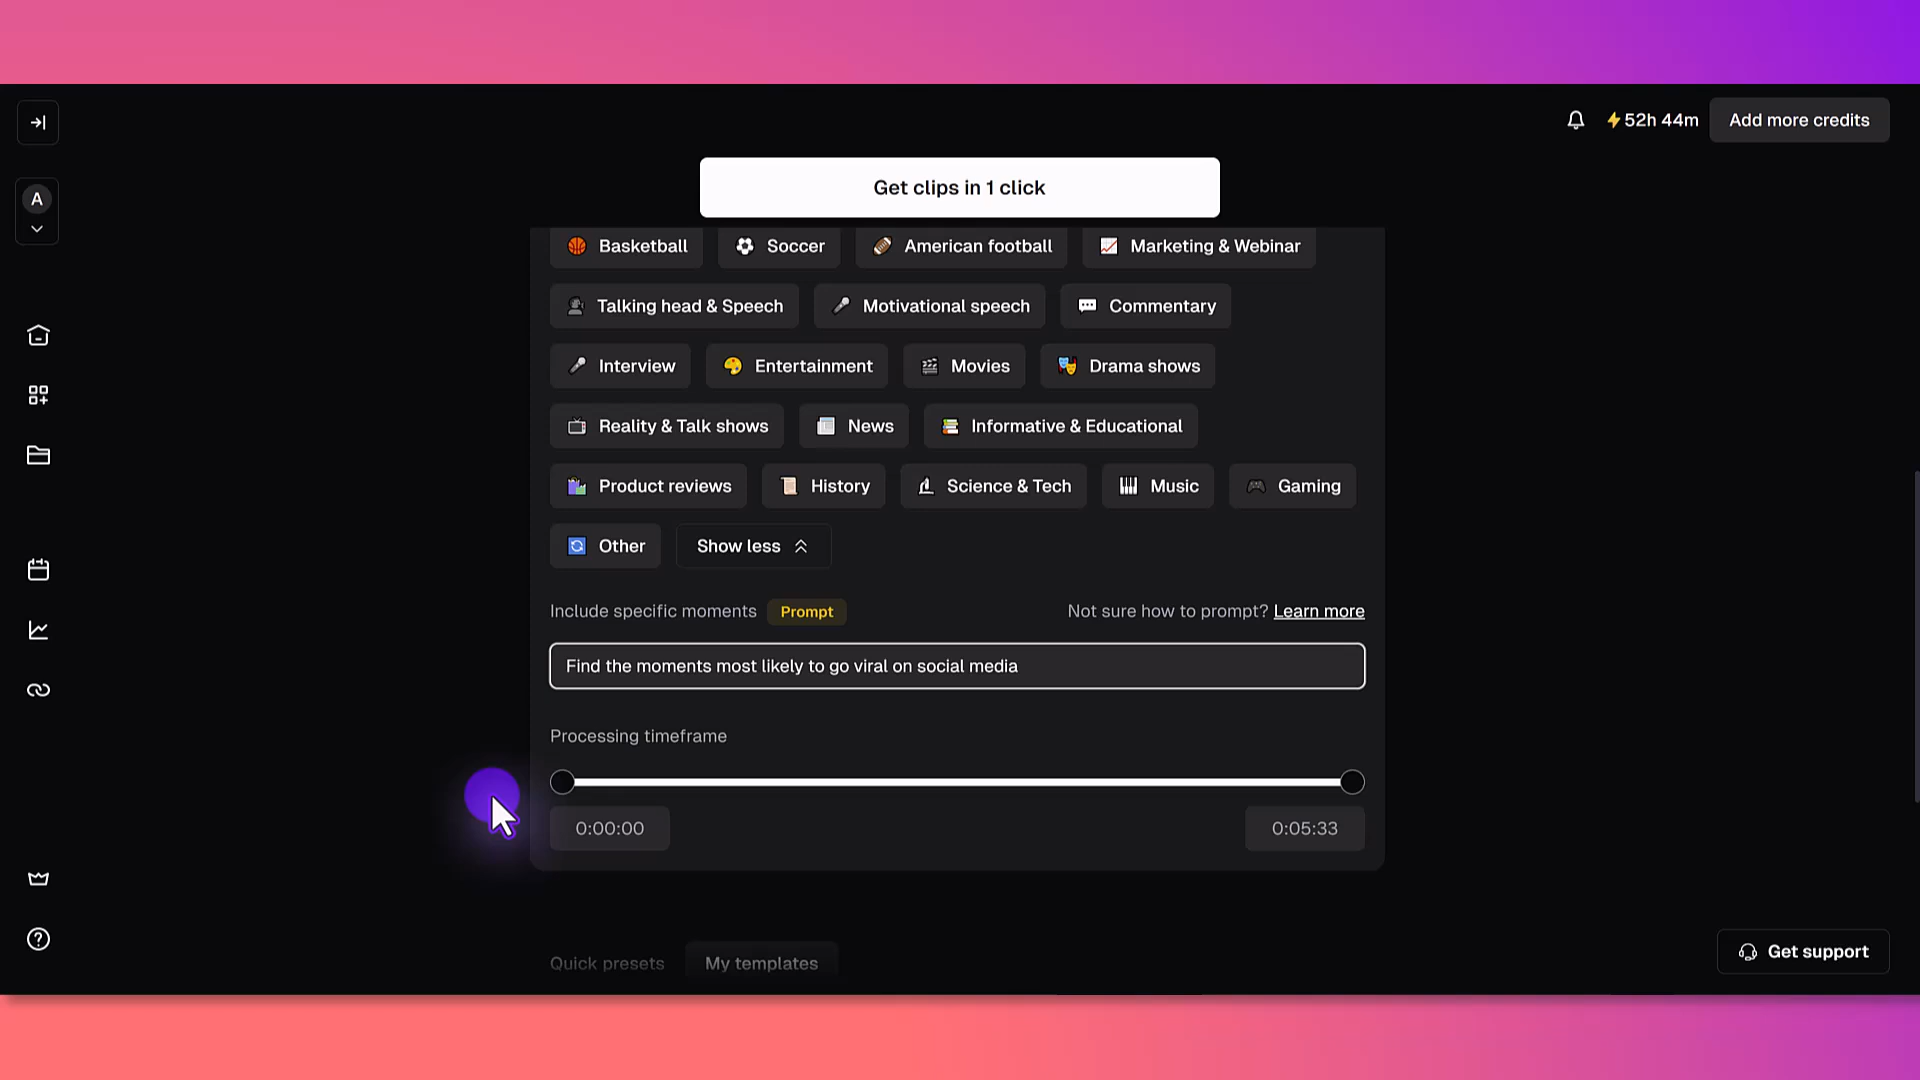 52h 44m
Add more credits
A
Get clips in 1 click
Basketball
Soccer
American football
Marketing & Webinar
Talking head & Speech
Motivational speech
Commentary
Interview
Entertainment
Movies
Drama shows
Reality & Talk shows
News
Informative & Educational
Product reviews
History
Science & Tech
Music
Gaming
Other
Show less
Include specific moments
Prompt
Not sure how to prompt? Learn more
Find the moments most likely to go viral on social media
Processing timeframe
0:00:00
0:05:33
Quick presets
My templates
Get support